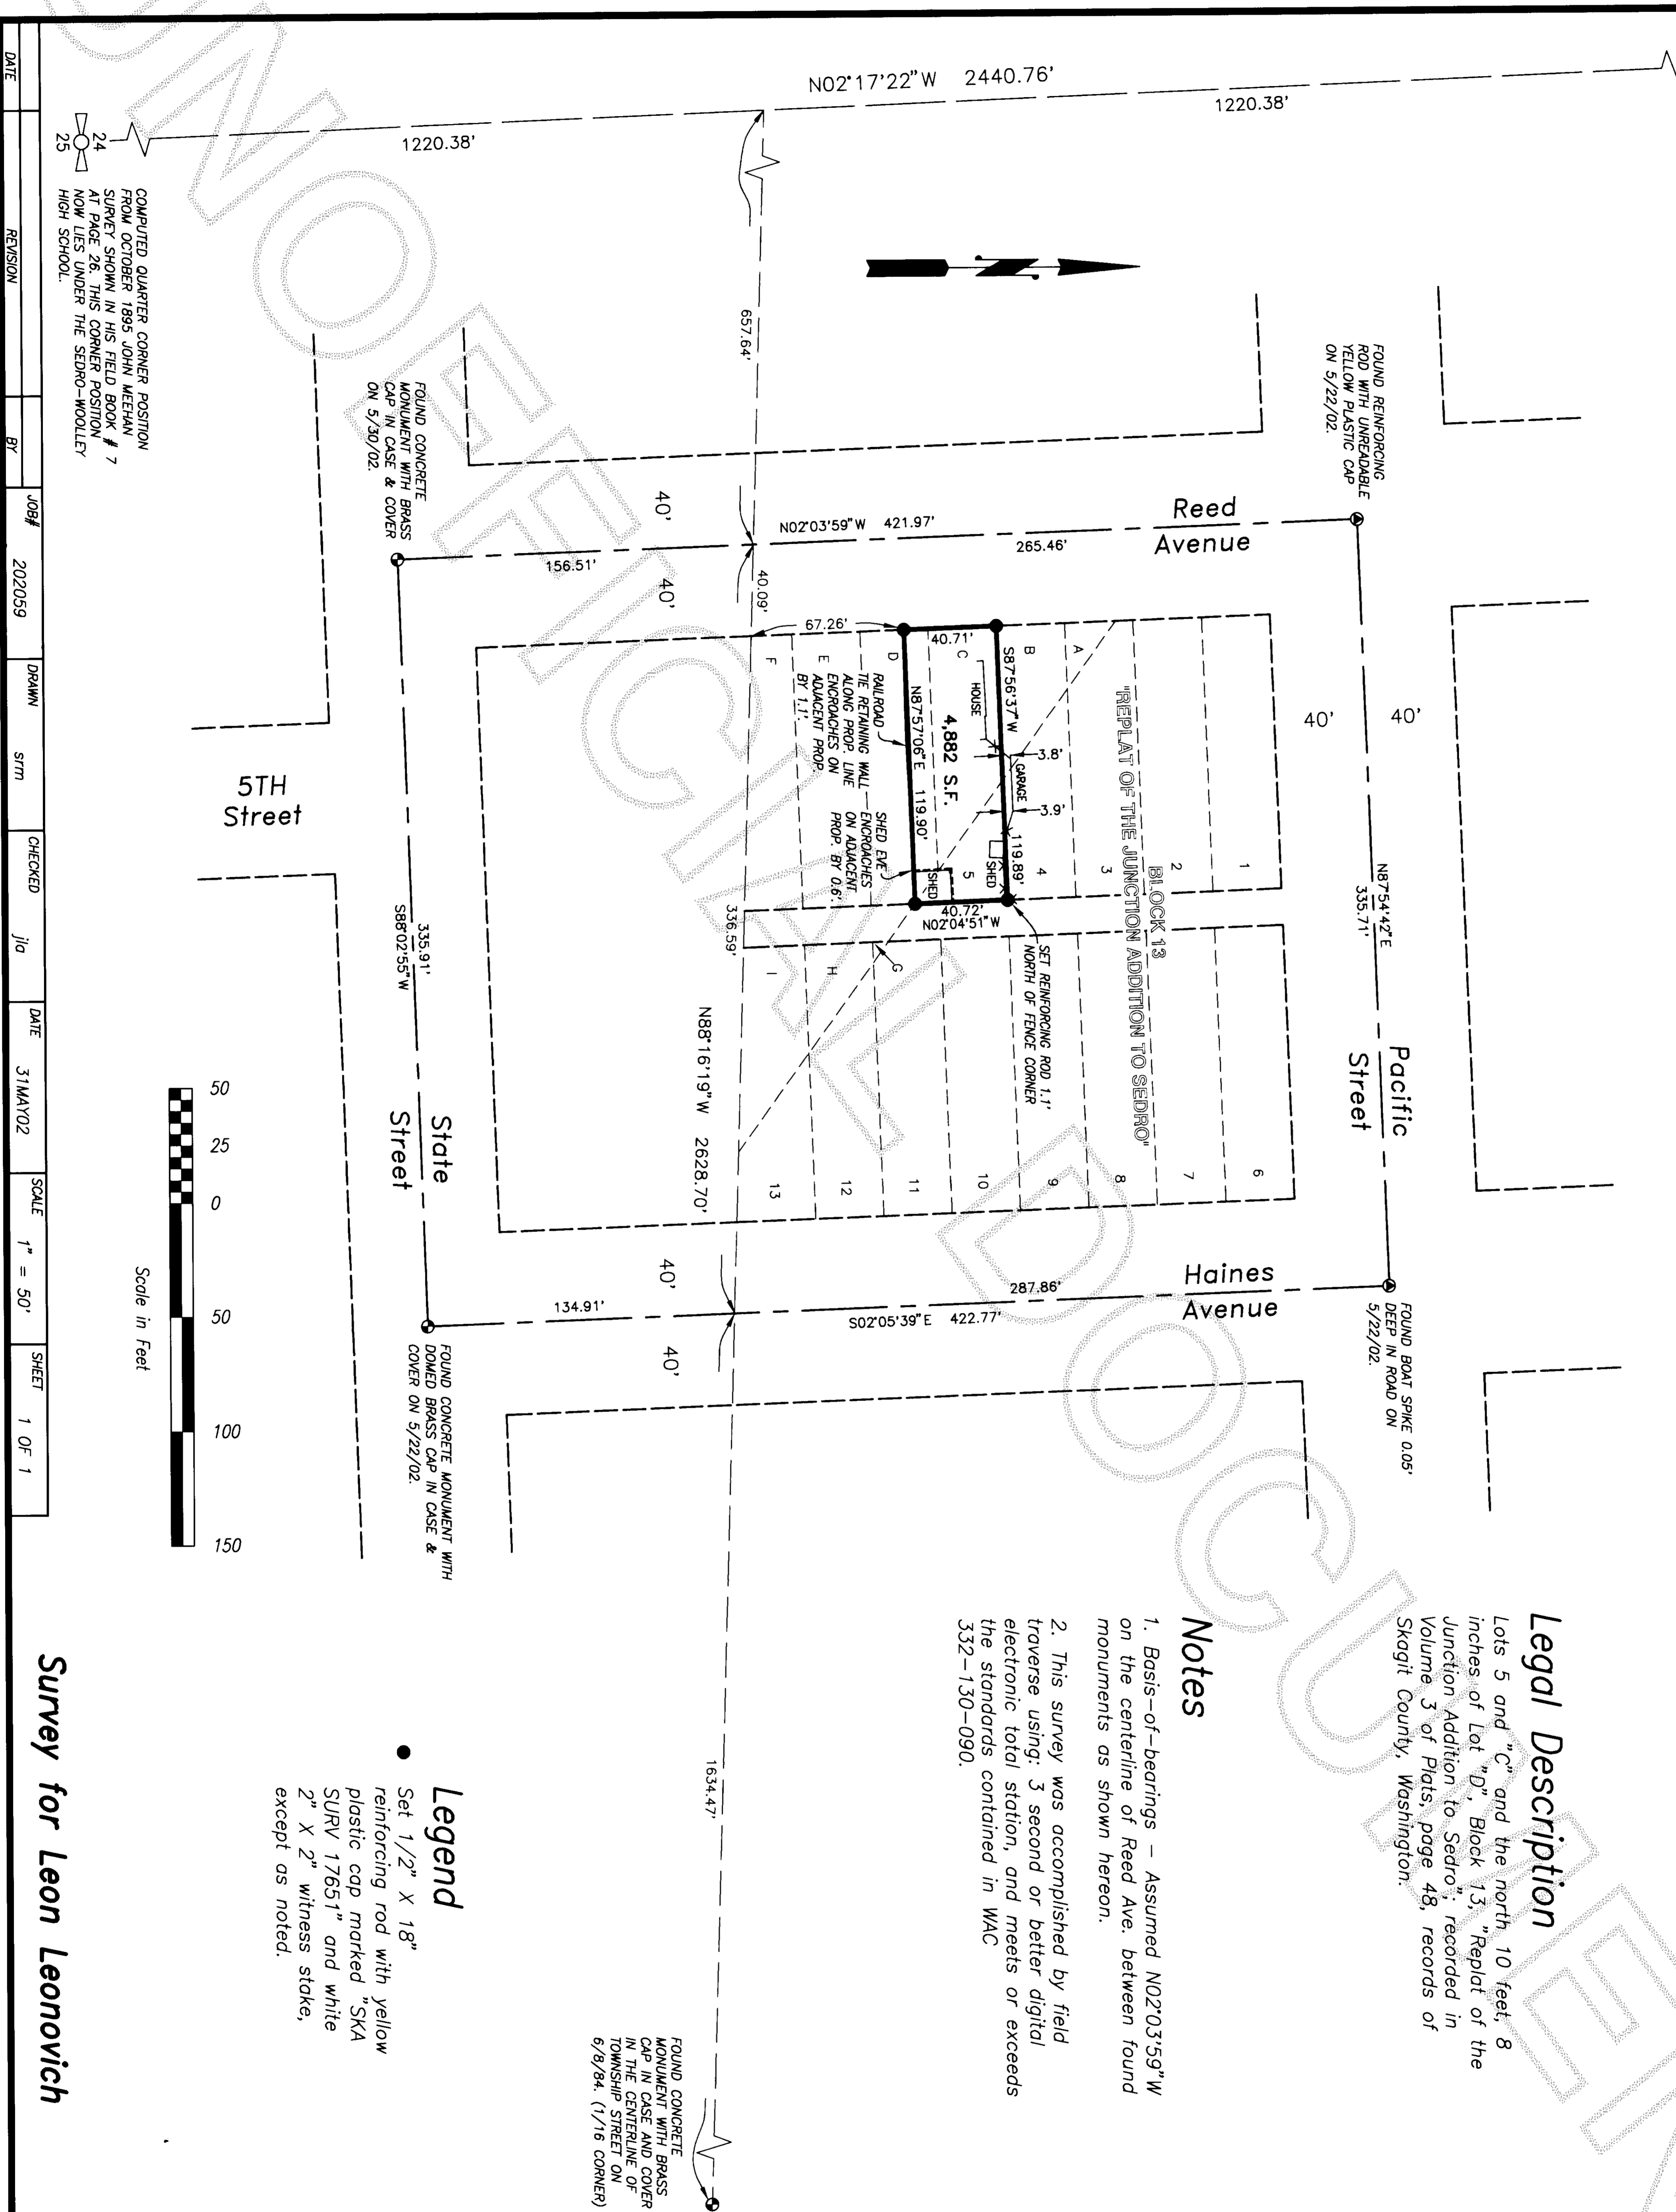 Legal Description
Lots 5 and "C" and the north 10 feet, 8
inches of Lot "D", Block 13, "Replat of the
Junction Addition to Sedro", recorded in
Volume 3 of Plats, page 48, records of
Skagit County, Washington.
Notes
1. Basis-of-bearings - Assumed N02°03'59"W
on the centerline of Reed Ave. between found
monuments as shown hereon.
2. This survey was accomplished by field
traverse using: 3 second or better digital
electronic total station, and meets or exceeds
the standards contained in WAC
332-130-090.
Legend
● Set 1/2" X 18"
reinforcing rod with yellow
plastic cap marked "SKA
SURV 17651" and white
2" X 2" witness stake,
except as noted.
N02°17'22"W 2440.76'
1220.38'
1220.38'
24
25
COMPUTED QUARTER CORNER POSITION
FROM OCTOBER 1895 JOHN MEEHAN
SURVEY SHOWN IN HIS FIELD BOOK # 7
AT PAGE 26. THIS CORNER POSITION
NOW LIES UNDER THE SEDRO-WOOLLEY
HIGH SCHOOL.
657.64'
FOUND REINFORCING
ROD WITH UNREADABLE
YELLOW PLASTIC CAP
ON 5/22/02.
FOUND CONCRETE
MONUMENT WITH BRASS
CAP IN CASE & COVER
ON 5/30/02.
Reed
Avenue
N02°03'59"W 421.97'
265.46'
156.51'
40'
40'
40.09'
67.26'
40.71'
S87°56'37"W
119.89'
N87°57'06"E 119.90'
40.72'
N02°04'51"W
4,882 S.F.
HOUSE
GARAGE
3.8'
3.9'
SHED
SHED
RAILROAD
TIE RETAINING WALL
ALONG PROP. LINE
ENCROACHES ON
ADJACENT PROP.
BY 1.1'.
SHED EVE
ENCROACHES
ON ADJACENT
PROP. BY 0.6'.
SET REINFORCING ROD 1.1'
NORTH OF FENCE CORNER
BLOCK 13
"REPLAT OF THE JUNCTION ADDITION TO SEDRO"
A
B
C
D
E
F
G
H
I
1
2
3
4
5
6
7
8
9
10
11
12
13
40'
40'
N87°54'42"E
335.71'
Pacific
Street
336.59'
N88°16'19"W 2628.70'
5TH
Street
335.91'
S88°02'55"W
State
Street
Haines
Avenue
287.86'
S02°05'39"E 422.77'
134.91'
40'
40'
FOUND BOAT SPIKE 0.05'
DEEP IN ROAD ON
5/22/02.
FOUND CONCRETE MONUMENT WITH
DOMED BRASS CAP IN CASE &
COVER ON 5/22/02.
1634.47'
FOUND CONCRETE
MONUMENT WITH BRASS
CAP IN CASE AND COVER
IN THE CENTERLINE OF
TOWNSHIP STREET ON
6/8/84. (1/16 CORNER)
50 25 0 50 100 150
Scale in Feet
DATE REVISION BY
JOB# 202059
DRAWN srm
CHECKED jla
DATE 31MAY02
SCALE 1" = 50'
SHEET 1 OF 1
Survey for Leon Leonovich
UNOFFICIAL DOCUMEN